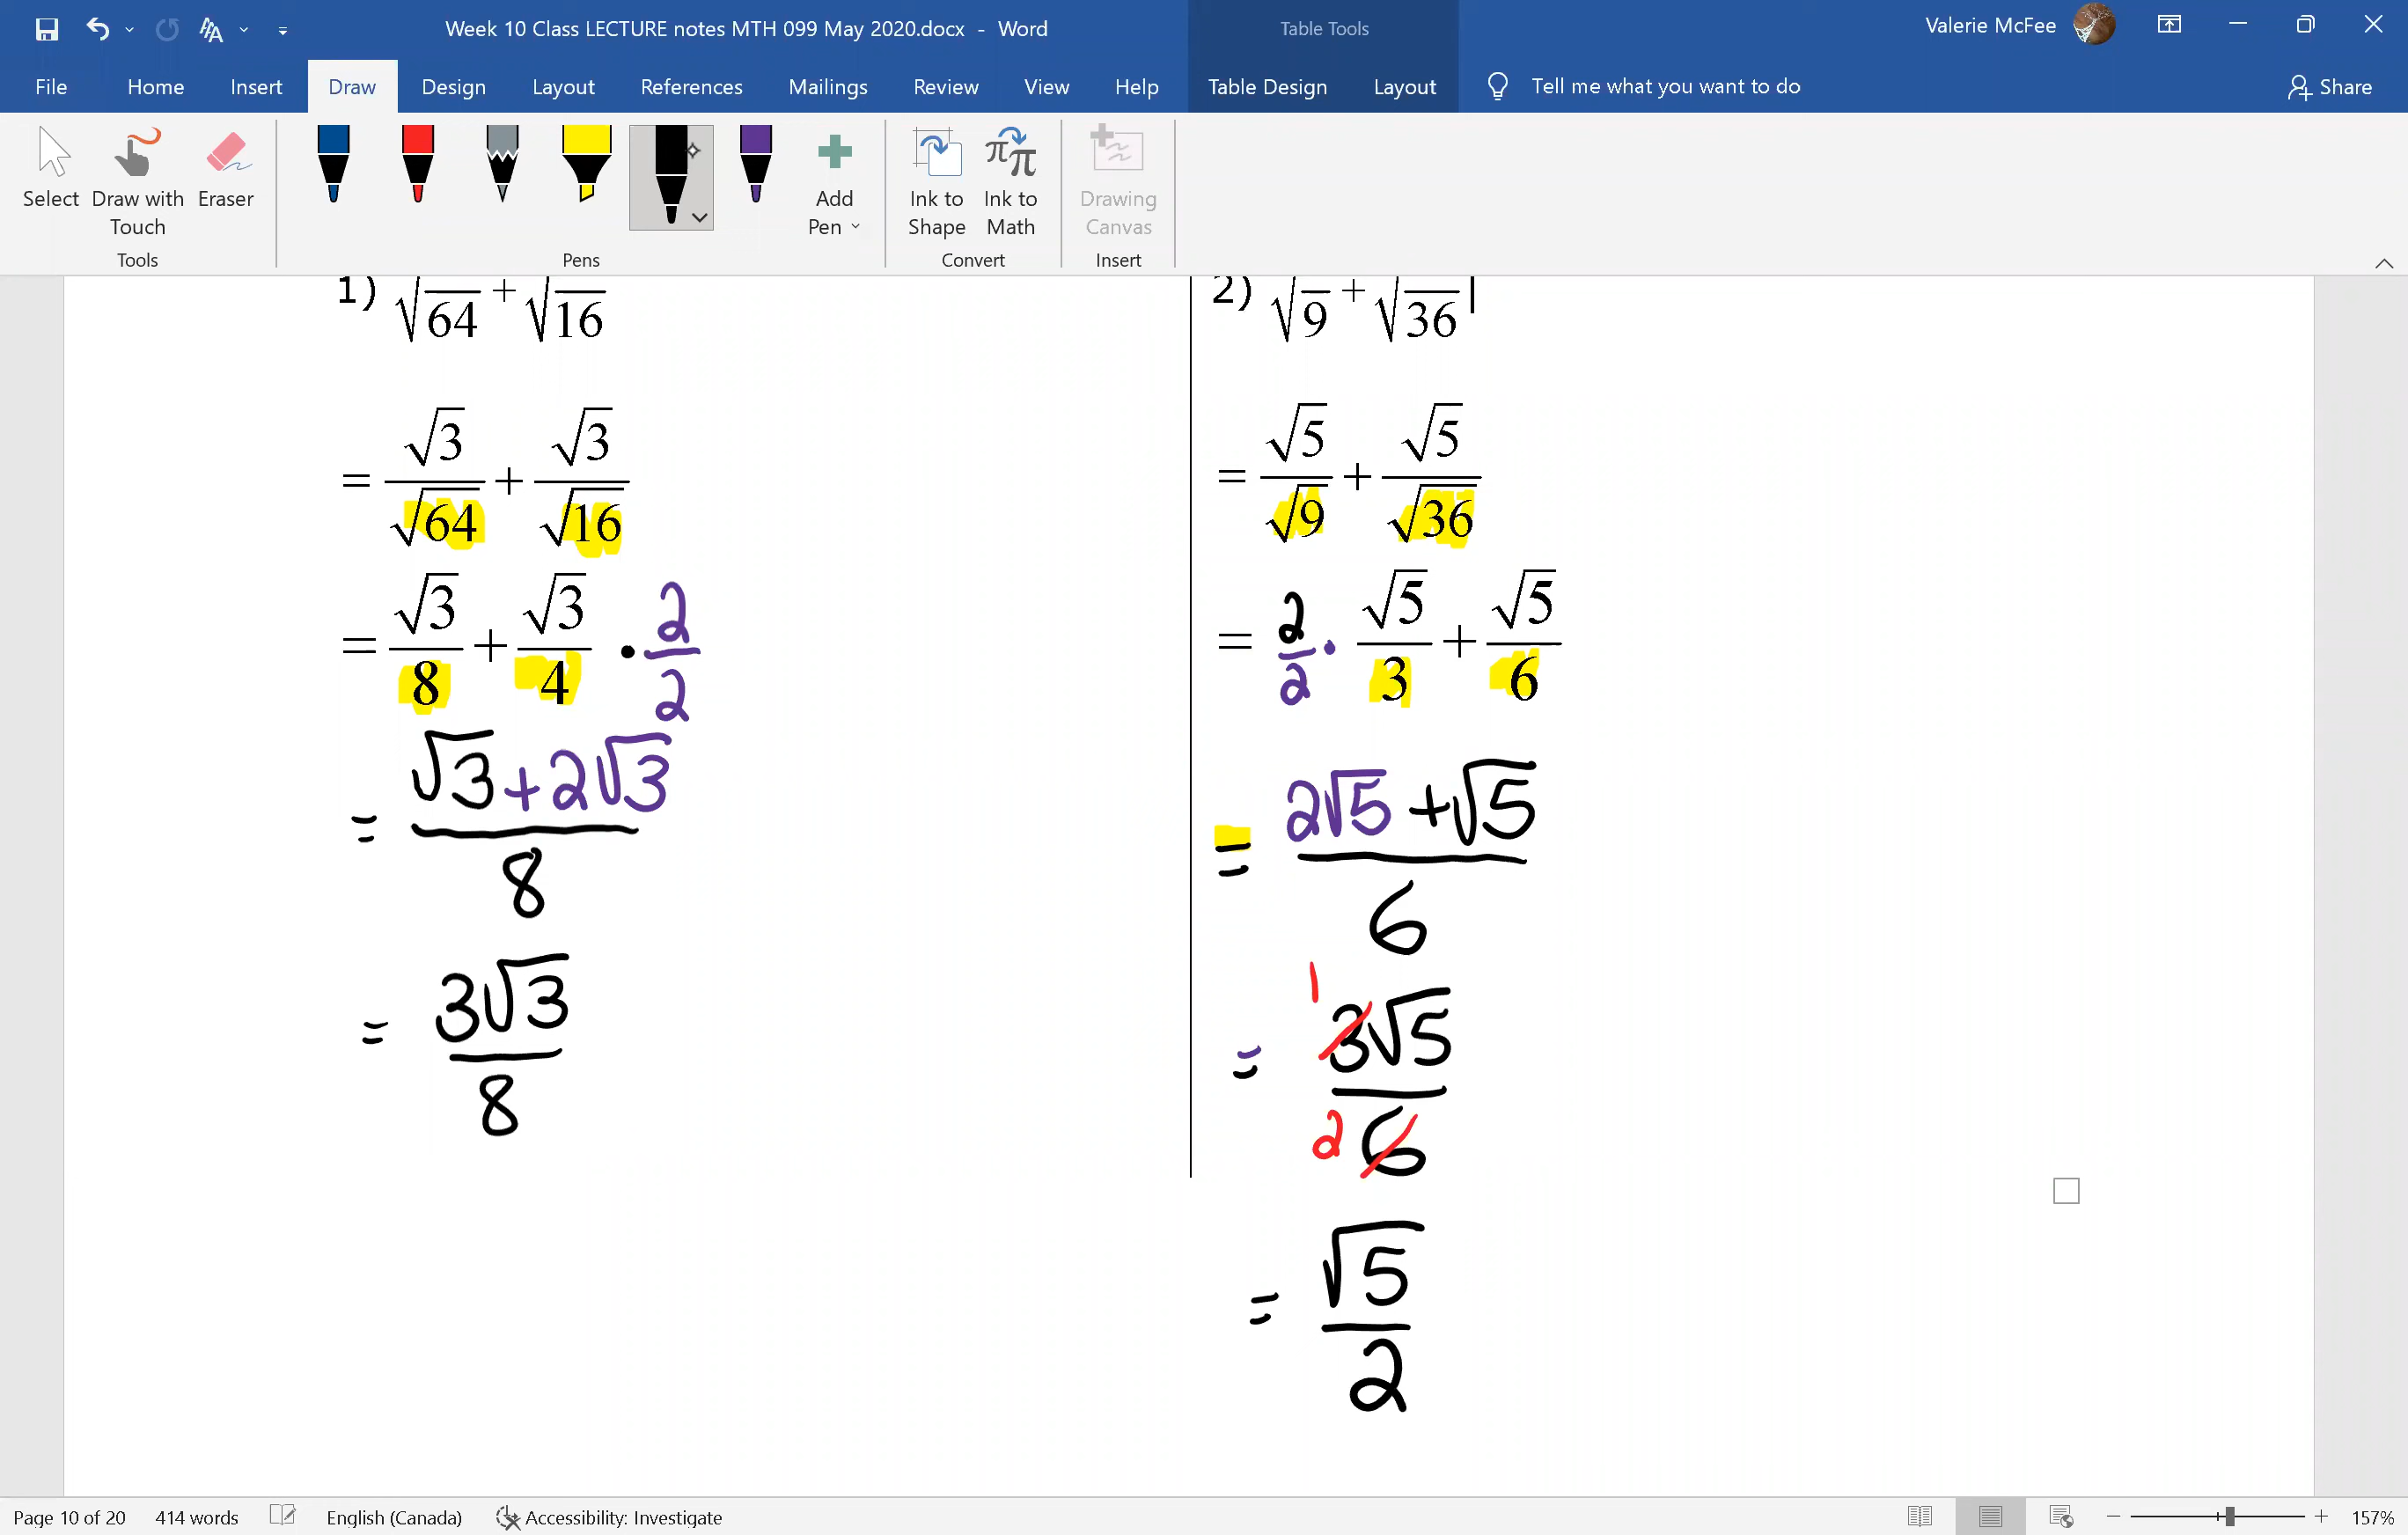 Week 10 Class LECTURE notes MTH 099 May 2020.docx - Word
Table Tools
Valerie McFee
File Home Insert Draw Design Layout References Mailings Review View Help Table Design Layout Tell me what you want to do Share
Select Draw with Touch Eraser
Add Pen
Ink to Shape Ink to Math
Drawing Canvas
Tools Pens Convert Insert
1) √(/64) + √(/16)
= √3/√64 + √3/√16
= √3/8 + √3/4 • 2/2
= (√3 + 2√3)/8
= 3√3/8
2) √(/9) + √(/36)
= √5/√9 + √5/√36
= 2/2 · √5/3 + √5/6
= (2√5 + √5)/6
1
= 3√5/6
2
= √5/2
Page 10 of 20 414 words English (Canada) Accessibility: Investigate 157%